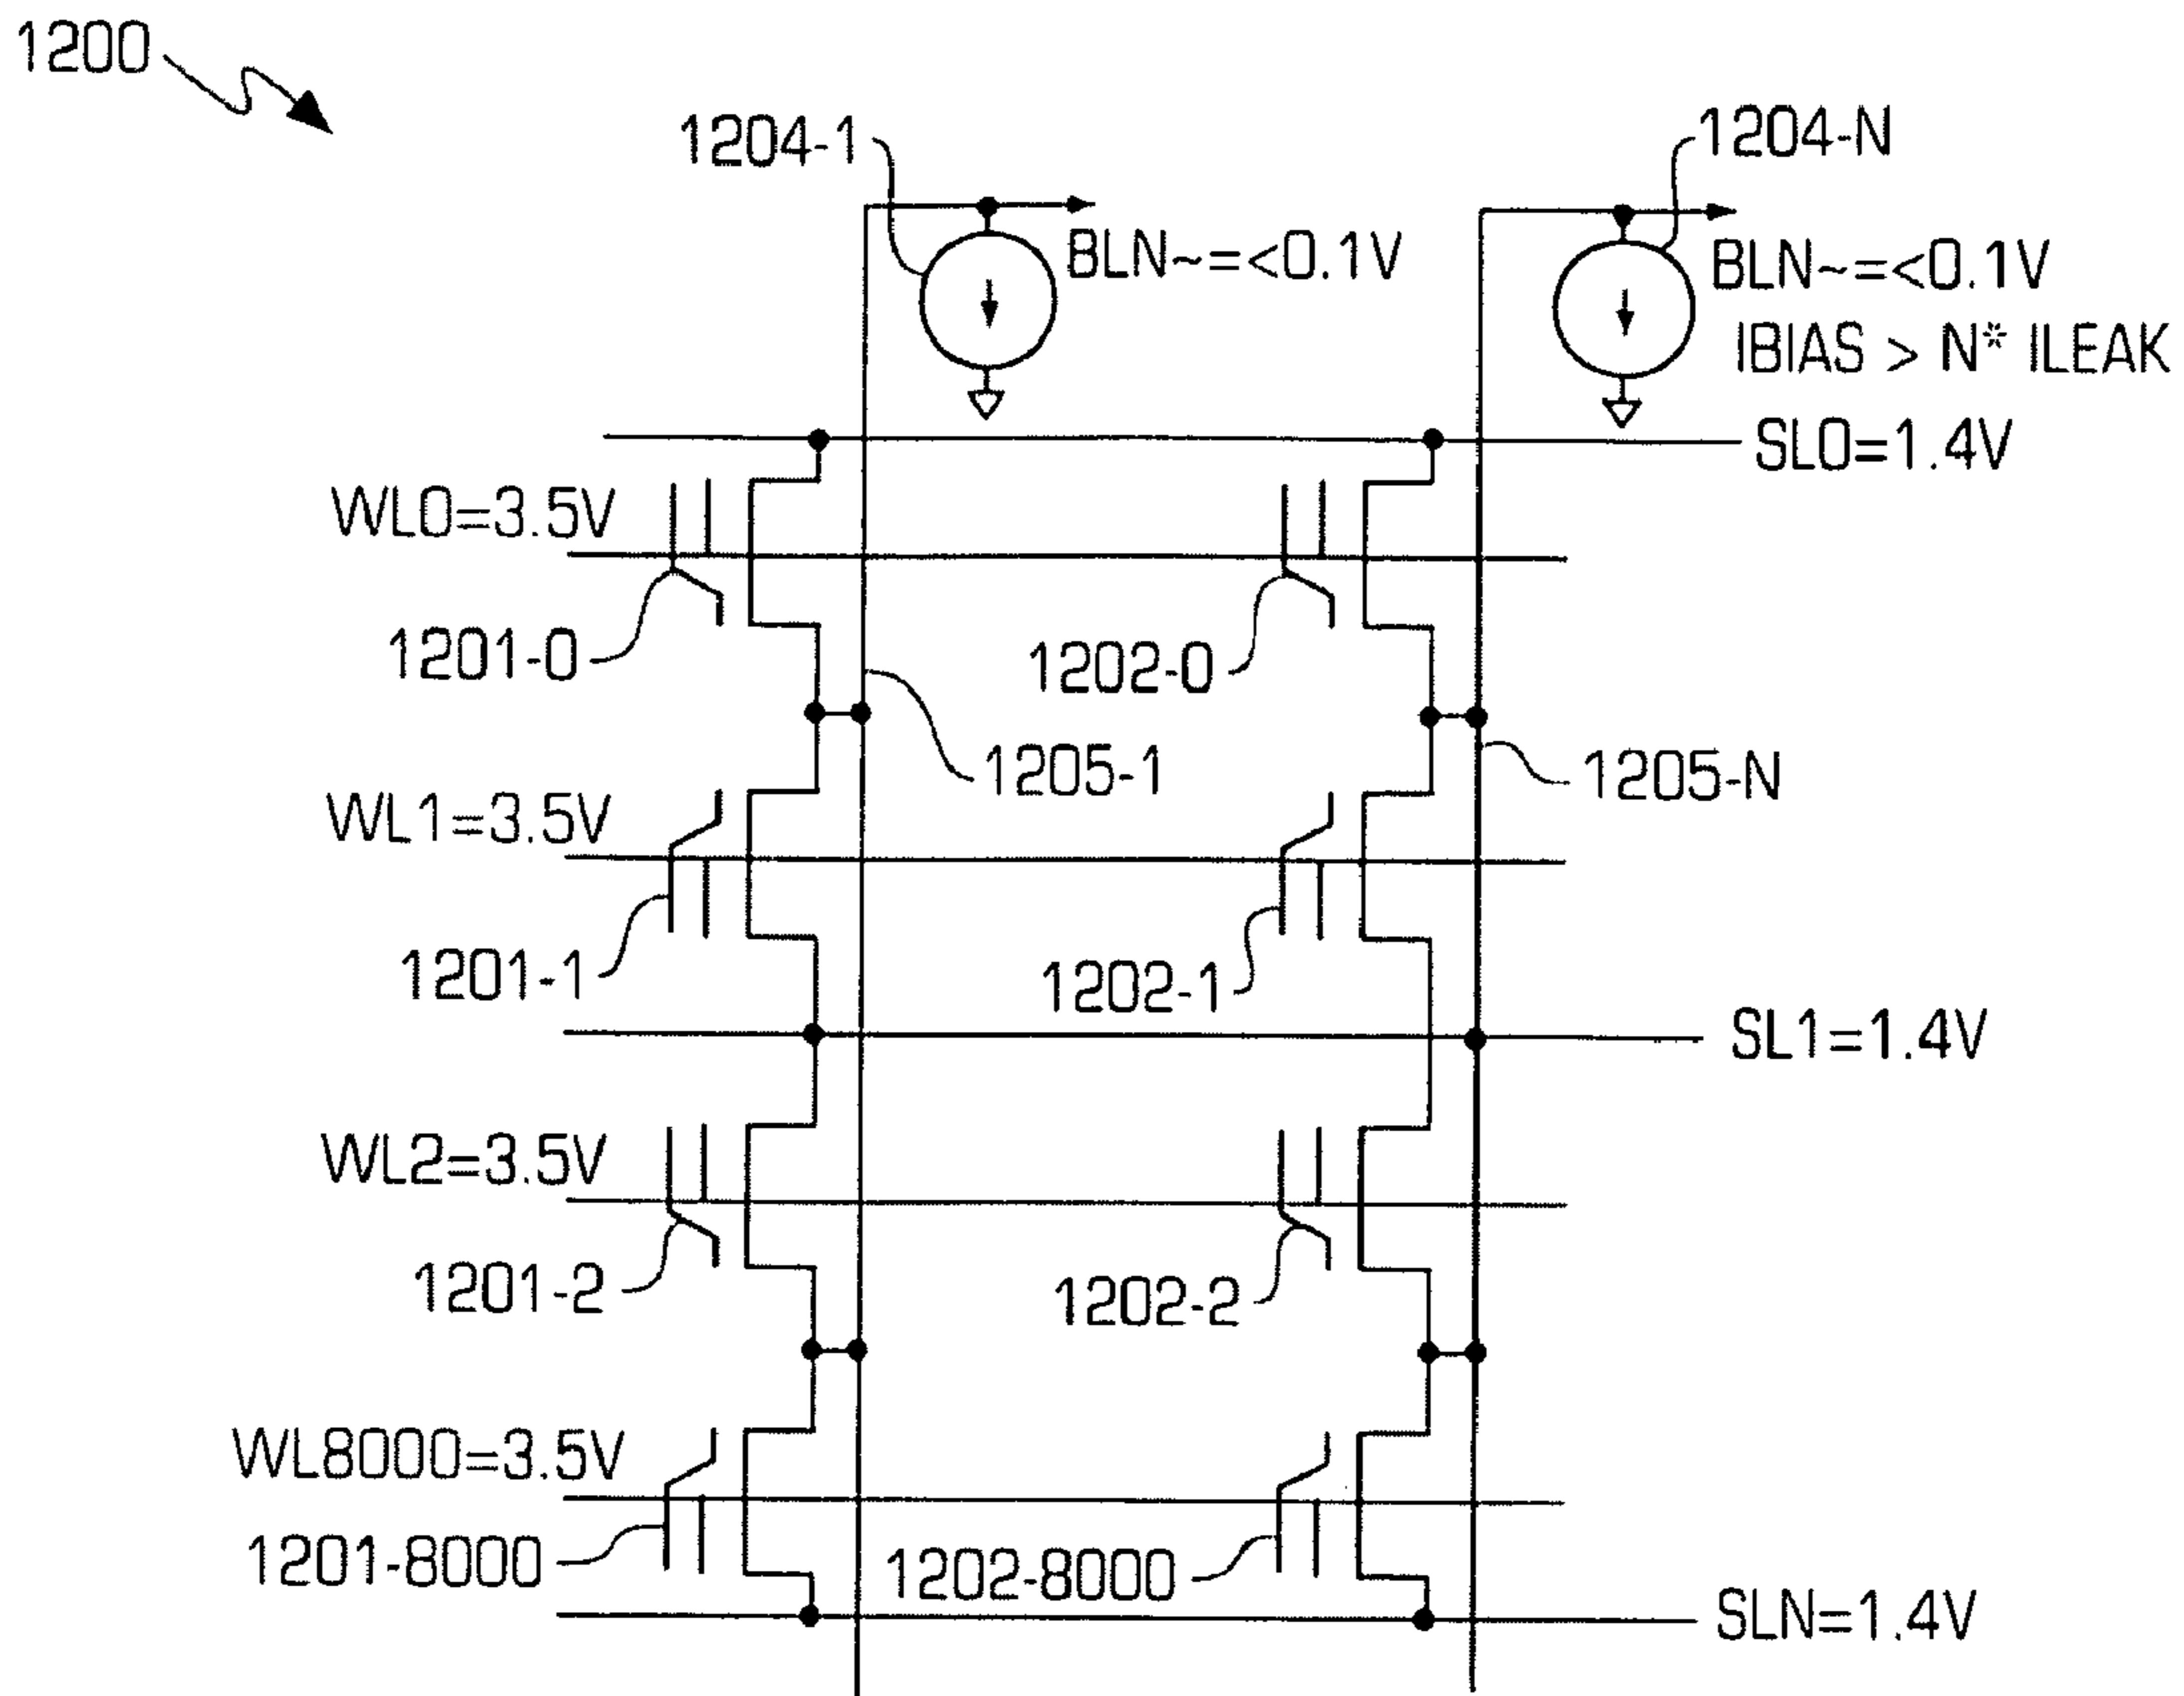 1200
1204-1
1204-N
BLN~=<0.1V
BLN~=<0.1V
IBIAS > N* ILEAK
SL0=1.4V
WL0=3.5V
1201-0
1202-0
1205-1
1205-N
WL1=3.5V
1201-1
1202-1
SL1=1.4V
WL2=3.5V
1201-2
1202-2
WL8000=3.5V
1201-8000
1202-8000
SLN=1.4V